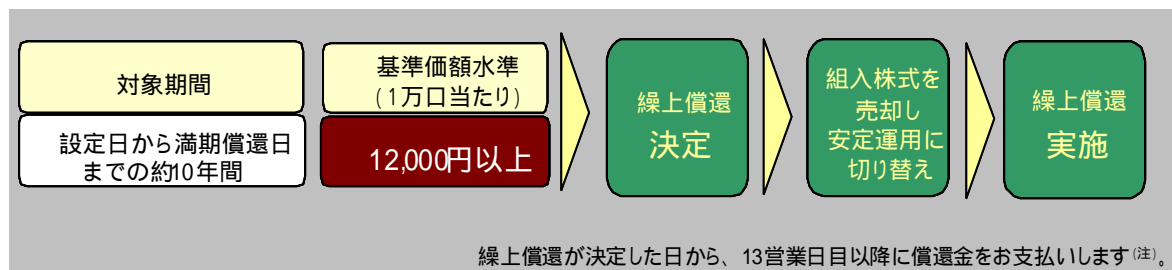 対象期間
設定日から満期償還日
までの約10年間
基準価額水準
(1万口当たり)
12,000円以上
繰上償還
決定
組入株式を
売却し
安定運用に
切り替え
繰上償還
実施
繰上償還が決定した日から、13営業日目以降に償還金をお支払いします(注)。